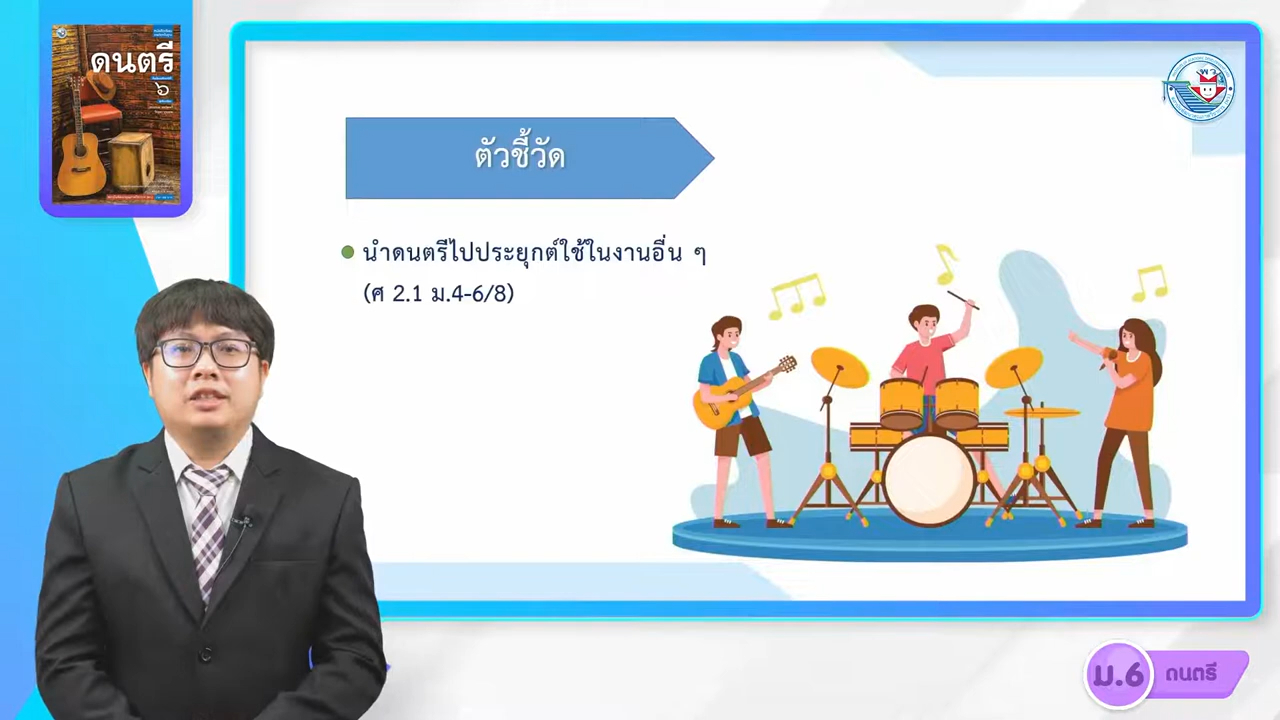 ดนตรี
๖
ตัวชี้วัด
นำดนตรีไปประยุกต์ใช้ในงานอื่น ๆ
(ศ 2.1 ม.4-6/8)
ม.6 ดนตรี